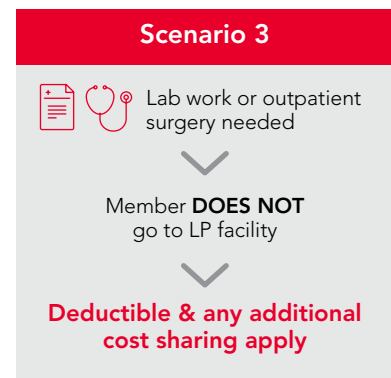 Scenario 3
Lab work or outpatient
surgery needed
Member DOES NOT
go to LP facility
Deductible & any additional
cost sharing apply